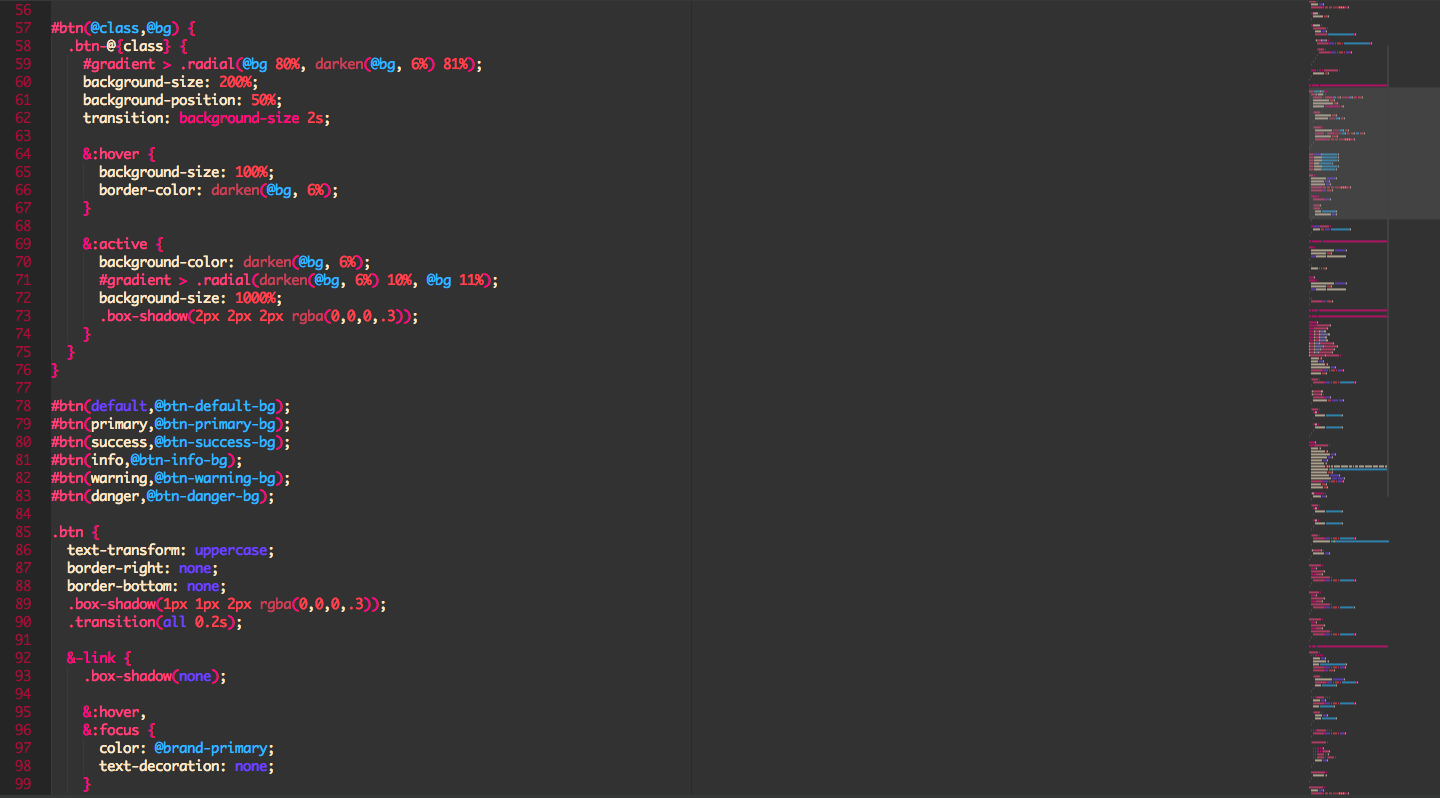 56
57 #btn(@class,@bg) {
58 .btn-@{class} {
59 #gradient > .radial(@bg 80%, darken(@bg, 6%) 81%);
60 background-size: 200%;
61 background-position: 50%;
62 transition: background-size 2s;
63
64 &:hover {
65 background-size: 100%;
66 border-color: darken(@bg, 6%);
67 }
68
69 &:active {
70 background-color: darken(@bg, 6%);
71 #gradient > .radial(darken(@bg, 6%) 10%, @bg 11%);
72 background-size: 1000%;
73 .box-shadow(2px 2px 2px rgba(0,0,0,.3));
74 }
75 }
76 }
77
78 #btn(default,@btn-default-bg);
79 #btn(primary,@btn-primary-bg);
80 #btn(success,@btn-success-bg);
81 #btn(info,@btn-info-bg);
82 #btn(warning,@btn-warning-bg);
83 #btn(danger,@btn-danger-bg);
84
85 .btn {
86 text-transform: uppercase;
87 border-right: none;
88 border-bottom: none;
89 .box-shadow(1px 1px 2px rgba(0,0,0,.3));
90 .transition(all 0.2s);
91
92 &-link {
93 .box-shadow(none);
94
95 &:hover,
96 &:focus {
97 color: @brand-primary;
98 text-decoration: none;
99 }